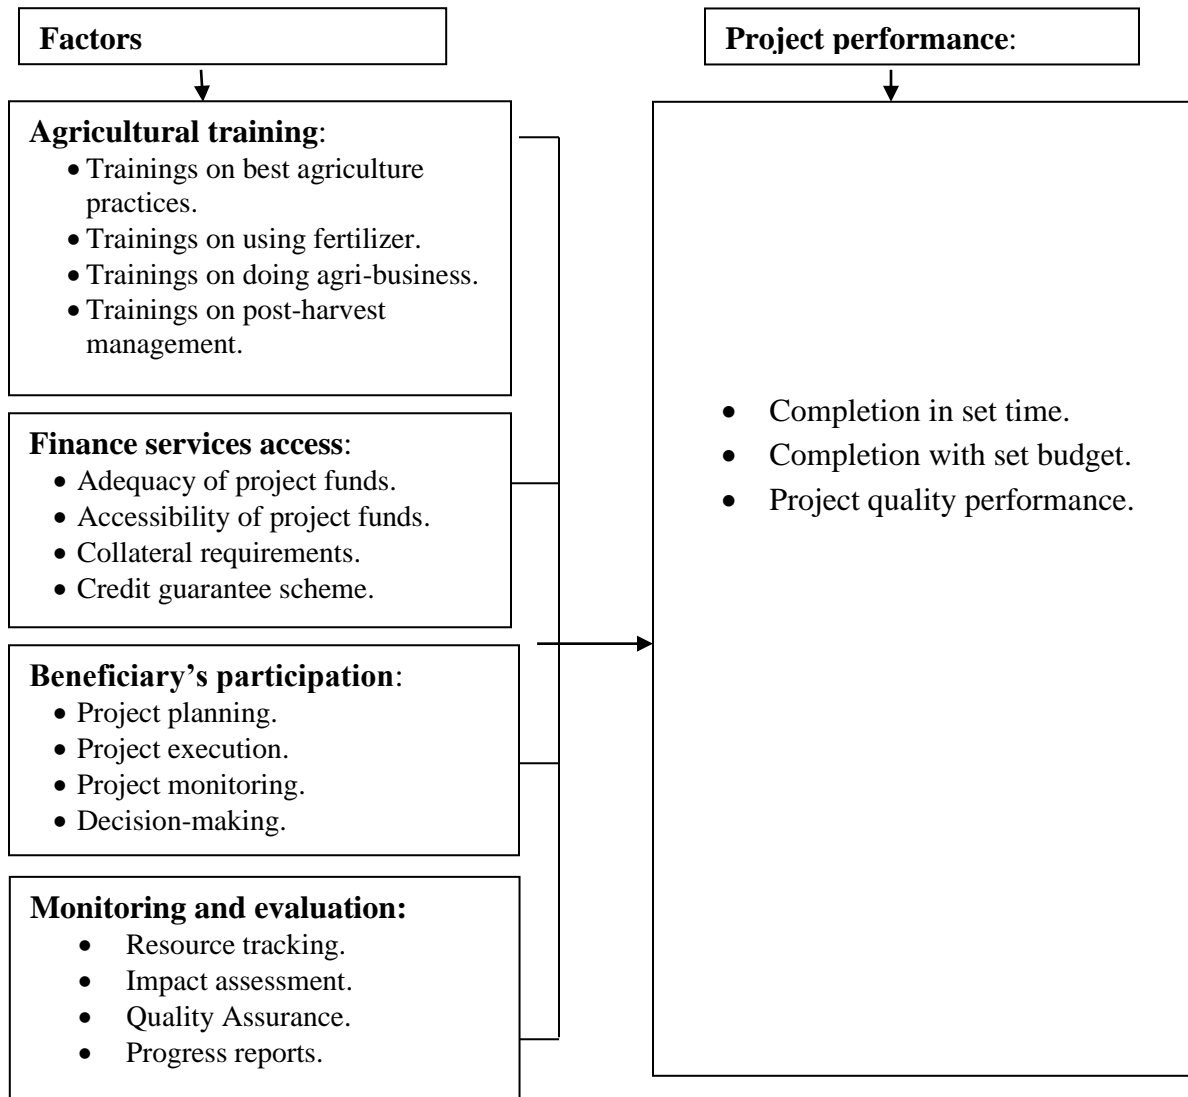 Factors
Agricultural training:
• Trainings on best agriculture
practices.
• Trainings on using fertilizer.
• Trainings on doing agri-business.
• Trainings on post-harvest
management.
Finance services access:
• Adequacy of project funds.
• Accessibility of project funds.
• Collateral requirements.
• Credit guarantee scheme.
Beneficiary’s participation:
• Project planning.
• Project execution.
• Project monitoring.
• Decision-making.
Monitoring and evaluation:
• Resource tracking.
• Impact assessment.
• Quality Assurance.
• Progress reports.
Project performance:
• Completion in set time.
• Completion with set budget.
• Project quality performance.